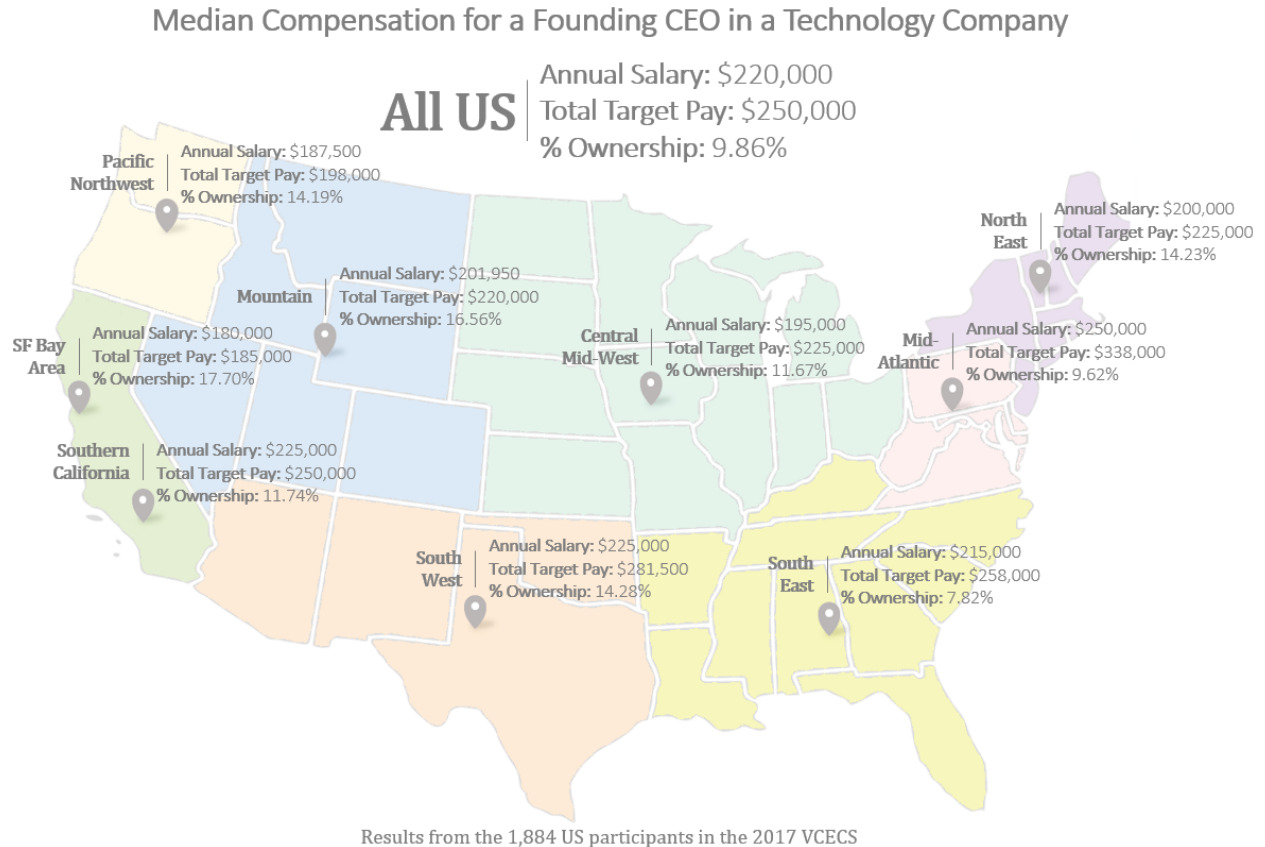 Median Compensation for a Founding CEO in a Technology Company
All US
Annual Salary: $220,000
Total Target Pay: $250,000
% Ownership: 9.86%
Pacific
Northwest
Annual Salary: $187,500
Total Target Pay: $198,000
% Ownership: 14.19%
North
East
Annual Salary: $200,000
Total Target Pay: $225,000
% Ownership: 14.23%
Mountain
Annual Salary: $201,950
Total Target Pay: $220,000
% Ownership: 16.56%
SF Bay
Area
Annual Salary: $180,000
Total Target Pay: $185,000
% Ownership: 17.70%
Central
Mid-West
Annual Salary: $195,000
Total Target Pay: $225,000
% Ownership: 11.67%
Mid-
Atlantic
Annual Salary: $250,000
Total Target Pay: $338,000
% Ownership: 9.62%
Southern
California
Annual Salary: $225,000
Total Target Pay: $250,000
% Ownership: 11.74%
South
West
Annual Salary: $225,000
Total Target Pay: $281,500
% Ownership: 14.28%
South
East
Annual Salary: $215,000
Total Target Pay: $258,000
% Ownership: 7.82%
Results from the 1,884 US participants in the 2017 VCECS